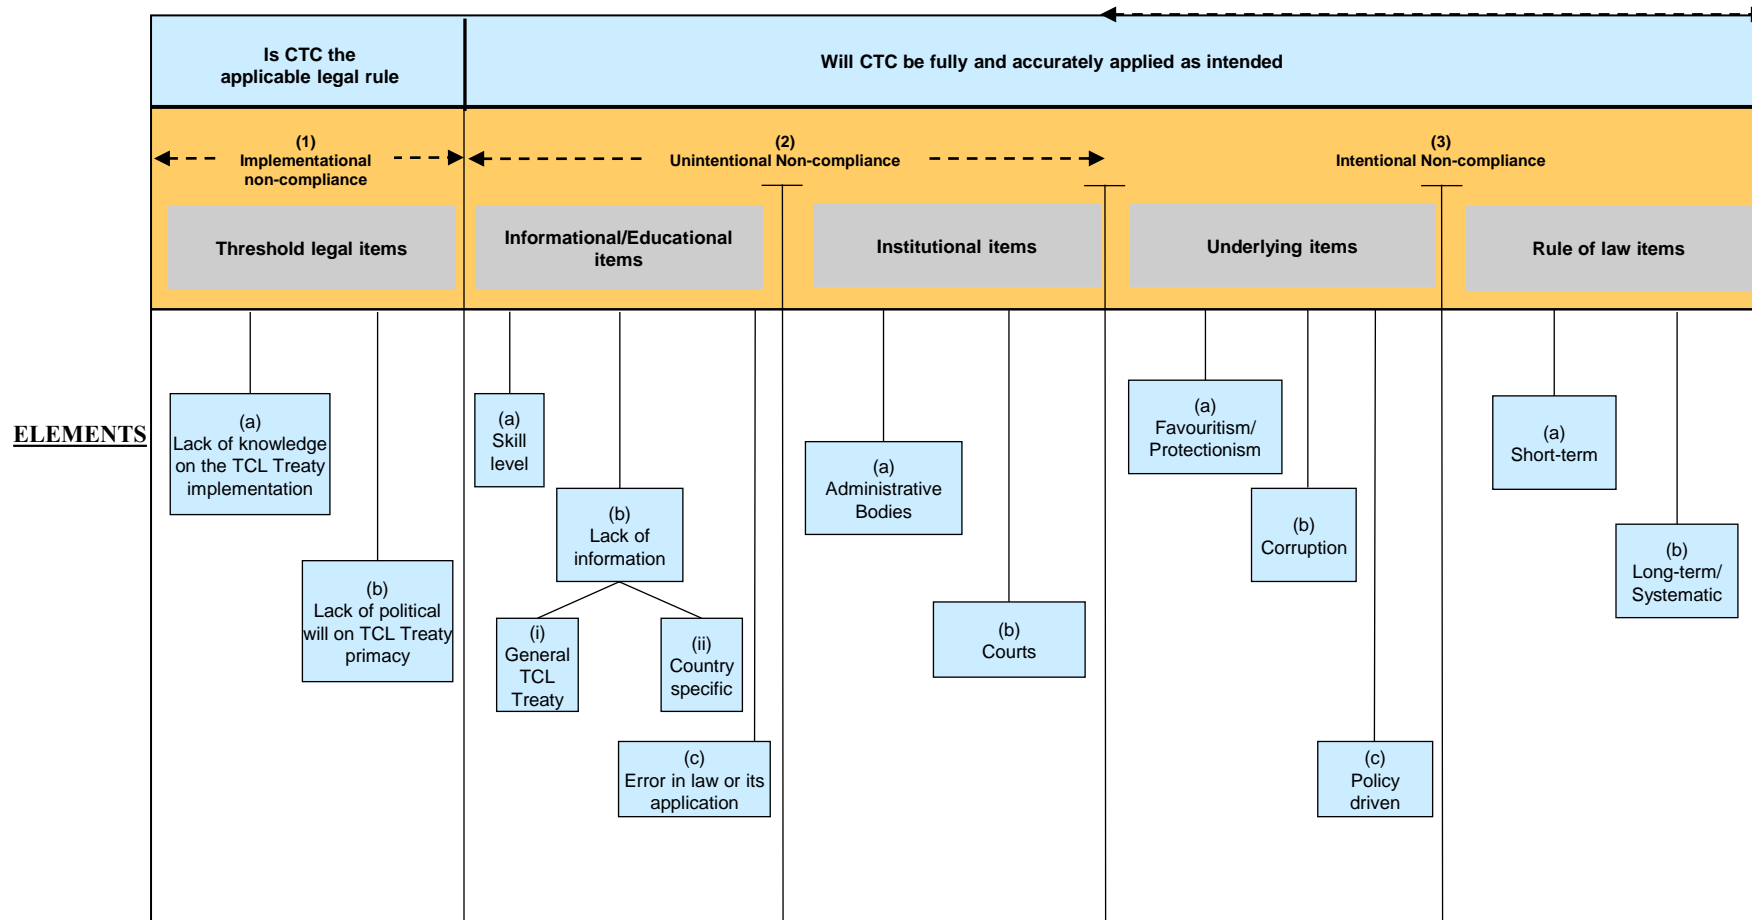 Is CTC the
applicable legal rule
Will CTC be fully and accurately applied as intended
(1)
Implementational
non-compliance
(2)
Unintentional Non-compliance
(3)
Intentional Non-compliance
Threshold legal items
Informational/Educational
items
Institutional items
Underlying items
Rule of law items
ELEMENTS
(a)
Lack of knowledge
on the TCL Treaty
implementation
(b)
Lack of political
will on TCL Treaty
primacy
(a)
Skill
level
(b)
Lack of
information
(i)
General
TCL
Treaty
(ii)
Country
specific
(c)
Error in law or its
application
(a)
Administrative
Bodies
(b)
Courts
(a)
Favouritism/
Protectionism
(b)
Corruption
(c)
Policy
driven
(a)
Short-term
(b)
Long-term/
Systematic